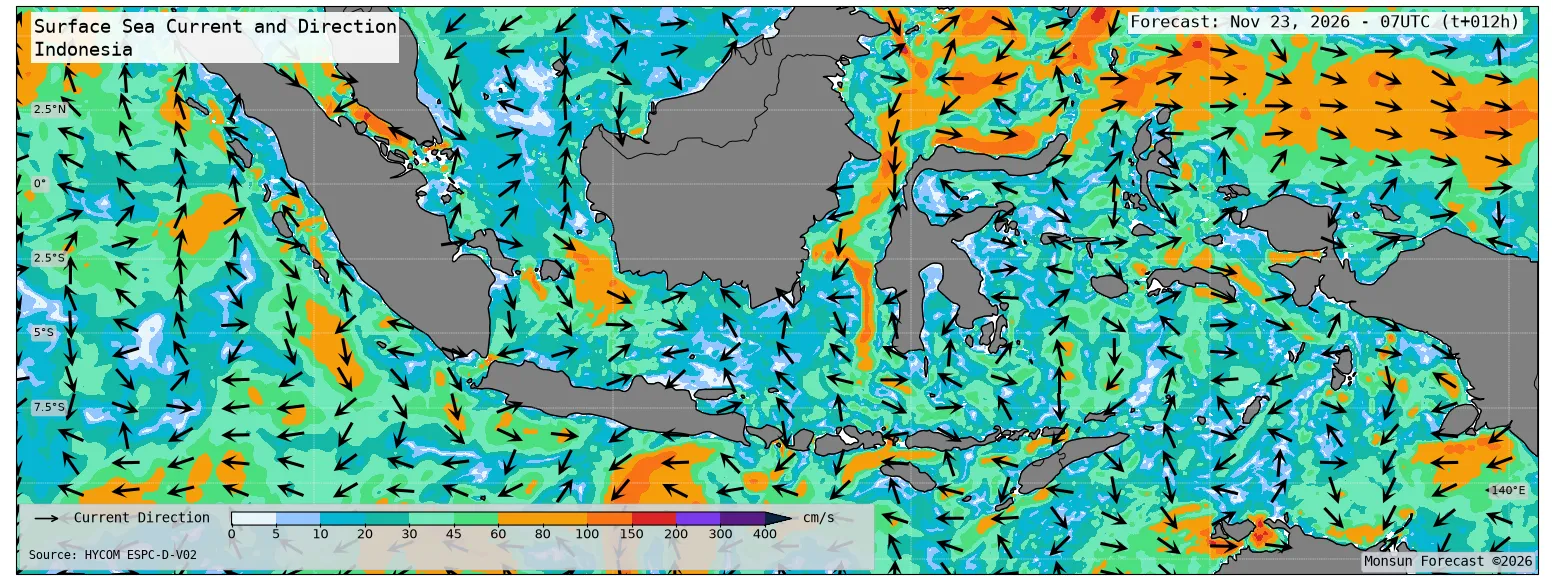 Surface Sea Current and Direction
Indonesia
Forecast: Nov 23, 2026 - 07UTC (t+012h)
2.5°N
0°
2.5°S
5°S
7.5°S
140°E
Current Direction
0 5 10 20 30 45 60 80 100 150 200 300 400
cm/s
Source: HYCOM ESPC-D-V02
Monsun Forecast ©2026